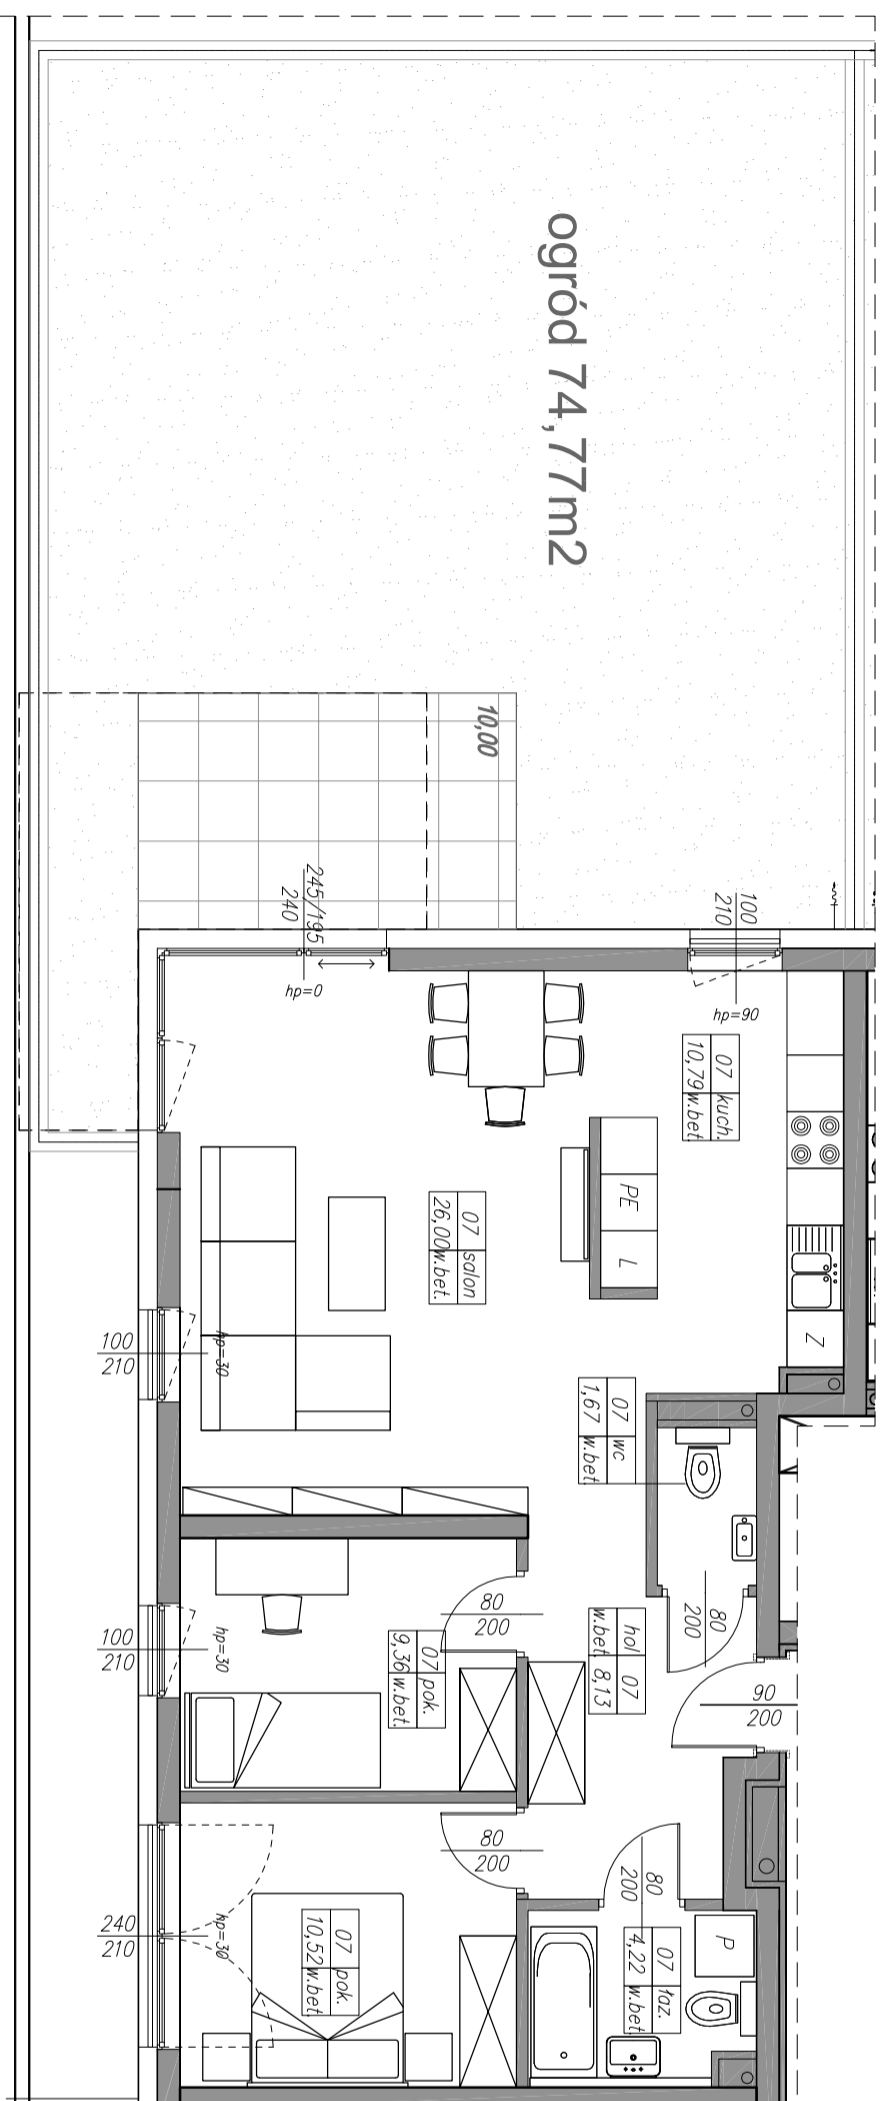 ogród 74,77m2
10,00
245/195
240
hp=0
100
210
hp=90
07 kuch.
10,79 w.bet.
PE
L
07 salon
26,00 w.bet.
Z
100
210
hp=30
07 wc
1,67 w.bet
80
200
hol 07
w.bet. 8,13
80
200
90
200
100
210
hp=30
07 pok.
9,36 w.bet.
80
200
80
200
240
210
hp=30
07 pok.
10,52 w.bet.
07 łaz.
4,22 w.bet
P